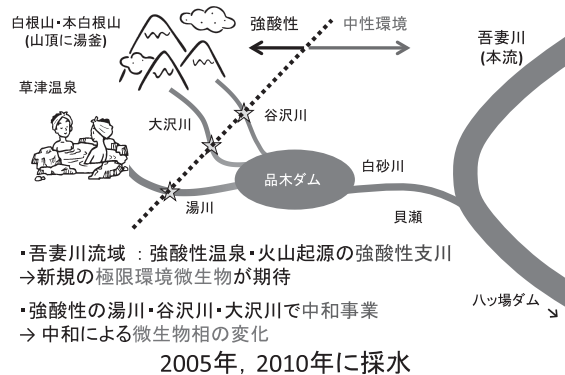 白根山・本白根山
(山頂に湯釜)
強酸性
中性環境
吾妻川
(本流)
草津温泉
大沢川
谷沢川
品木ダム
白砂川
湯川
貝瀬
・吾妻川流域 ：強酸性温泉・火山起源の強酸性支川
→新規の極限環境微生物が期待
八ッ場ダム
・強酸性の湯川・谷沢川・大沢川で中和事業
→ 中和による微生物相の変化
2005年，2010年に採水